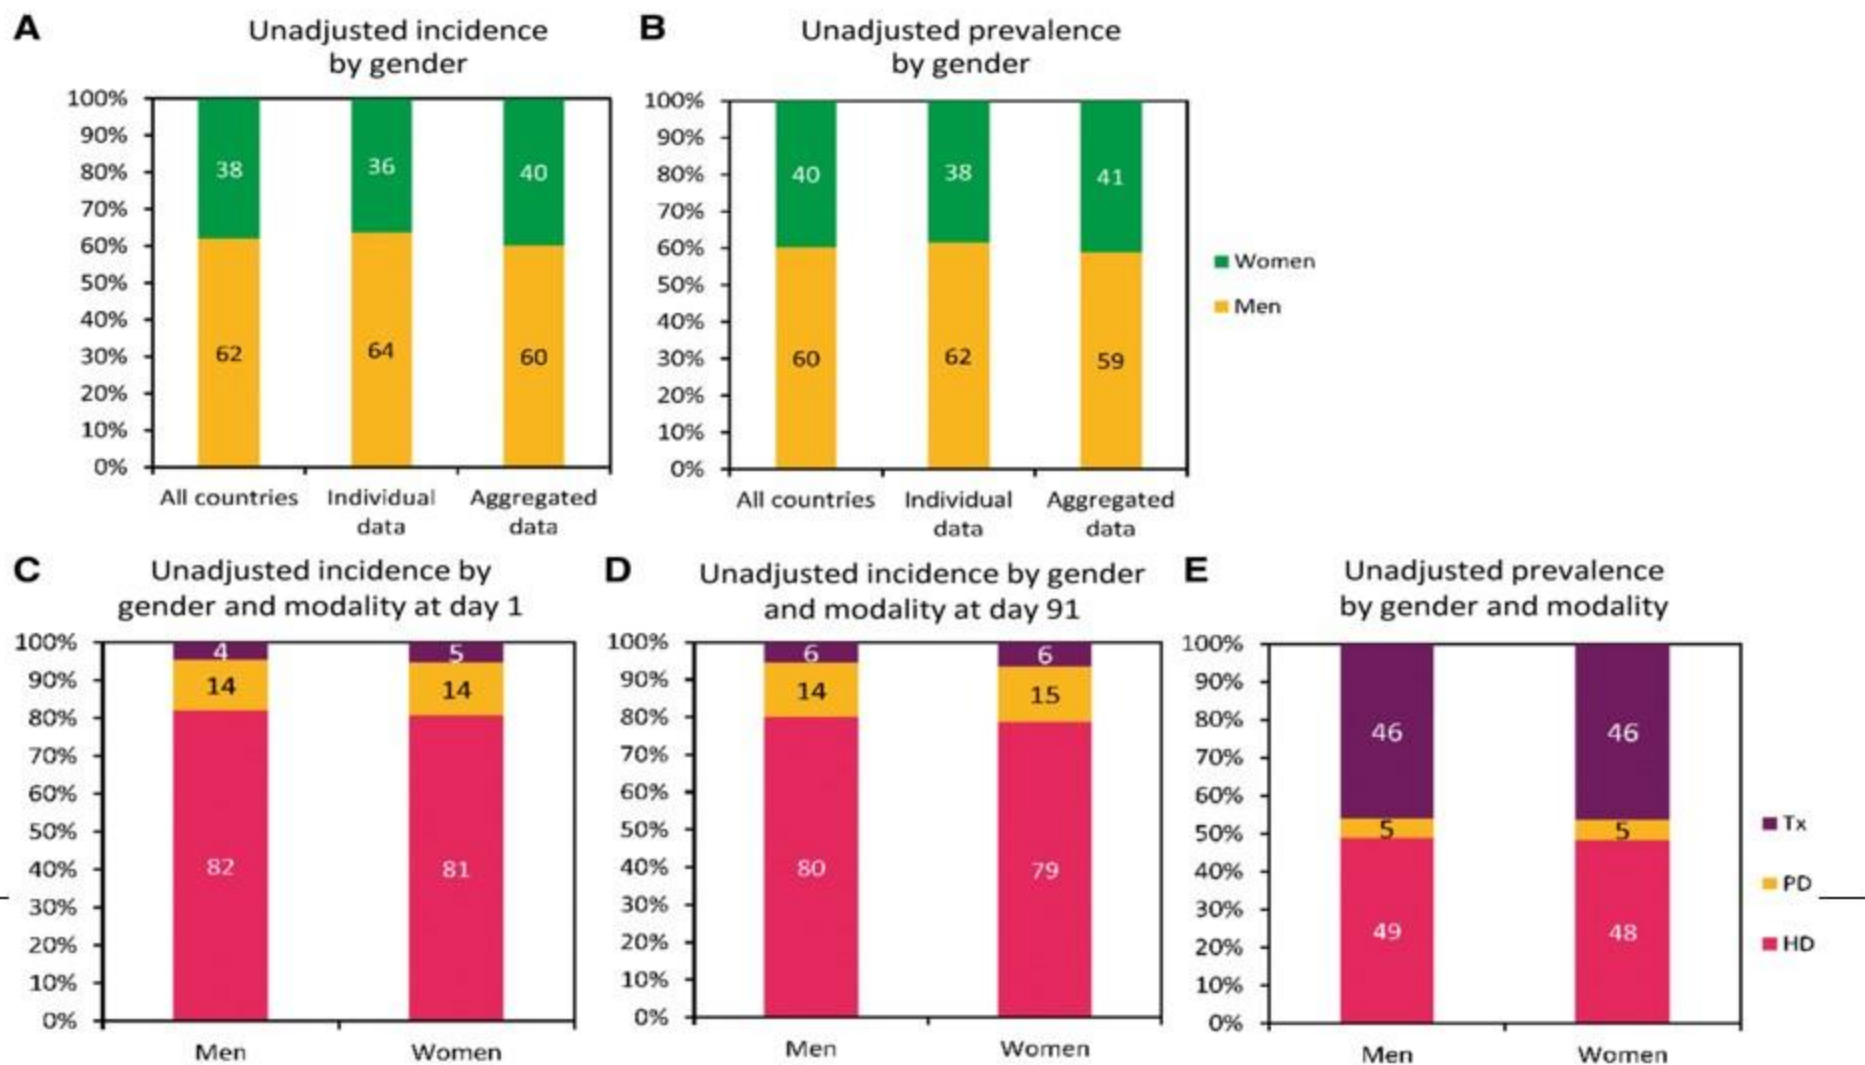 A
Unadjusted incidence
by gender
100%
90%
80%
70%
60%
50%
40%
30%
20%
10%
0%
38
36
40
62
64
60
All countries
Individual
data
Aggregated
data
B
Unadjusted prevalence
by gender
100%
90%
80%
70%
60%
50%
40%
30%
20%
10%
0%
40
38
41
60
62
59
All countries
Individual
data
Aggregated
data
Women
Men
C
Unadjusted incidence by
gender and modality at day 1
100%
90%
80%
70%
60%
50%
40%
30%
20%
10%
0%
4
5
14
14
82
81
Men
Women
D
Unadjusted incidence by gender
and modality at day 91
100%
90%
80%
70%
60%
50%
40%
30%
20%
10%
0%
6
6
14
15
80
79
Men
Women
E
Unadjusted prevalence
by gender and modality
100%
90%
80%
70%
60%
50%
40%
30%
20%
10%
0%
46
46
5
5
49
48
Men
Women
Tx
PD
HD